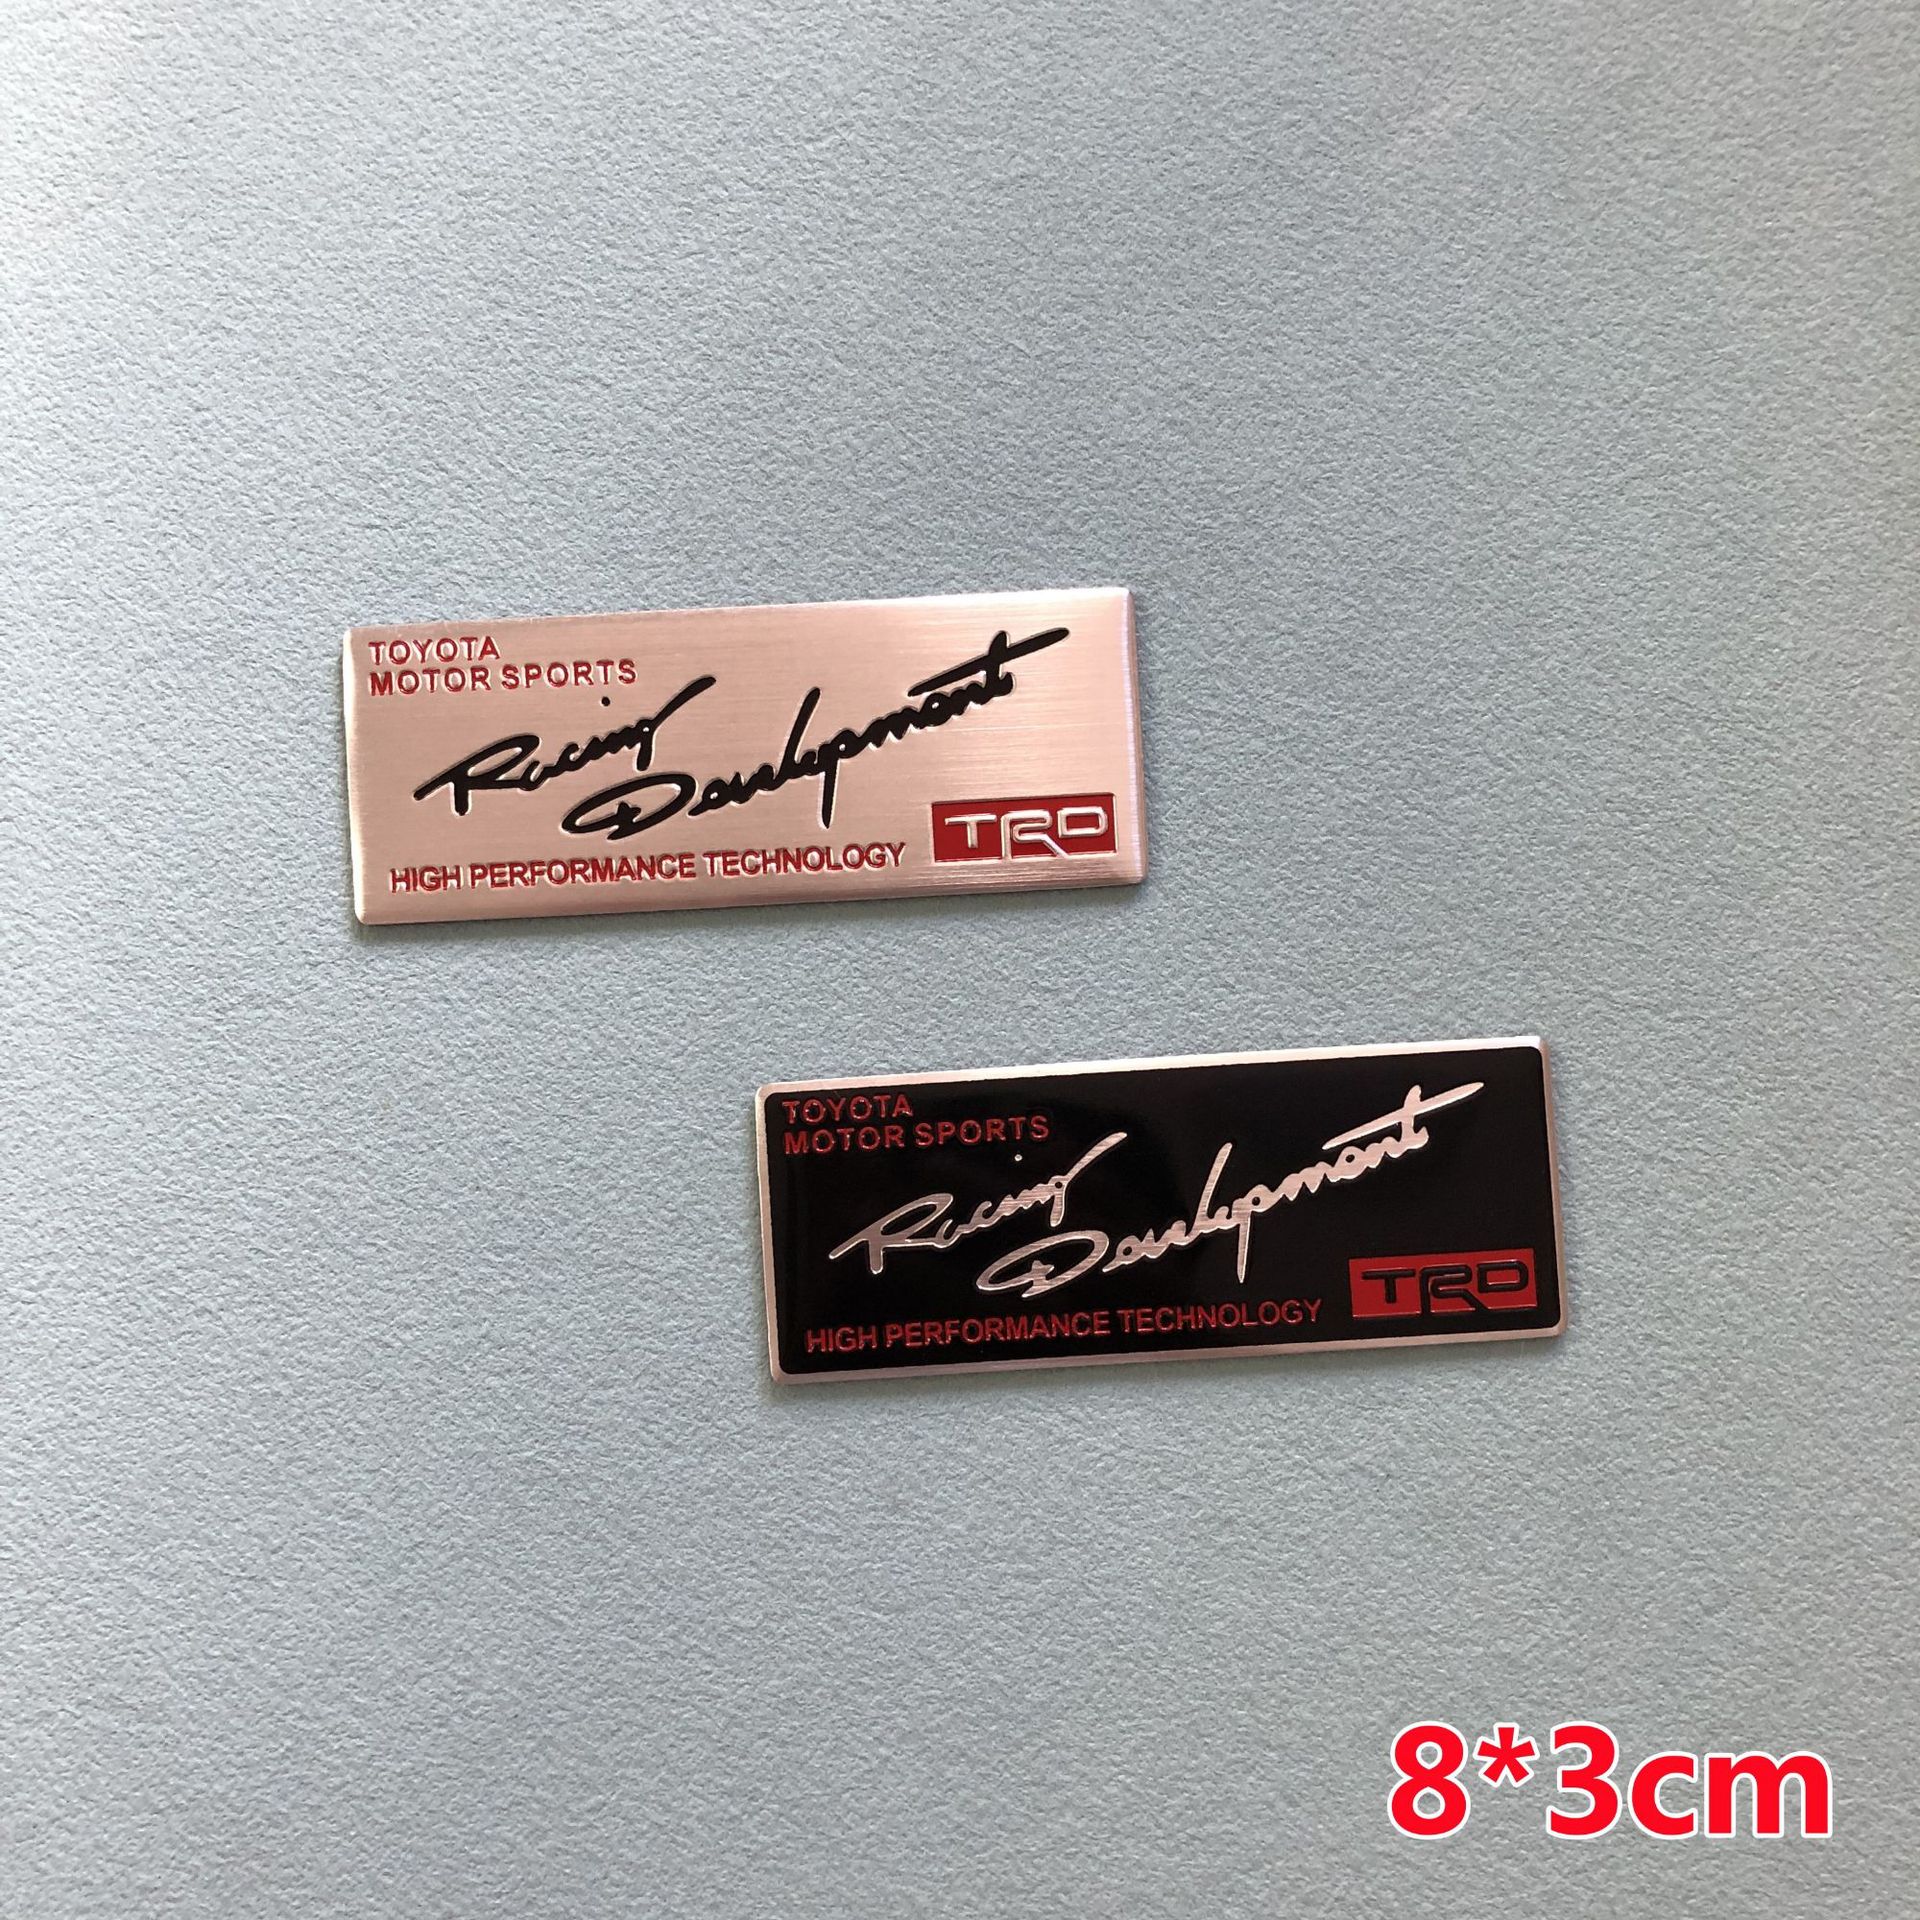 TOYOTA
MOTOR SPORTS
Racing
Development
HIGH PERFORMANCE TECHNOLOGY
TRD
TOYOTA
MOTOR SPORTS
Racing
Development
HIGH PERFORMANCE TECHNOLOGY
TRD
8*3cm